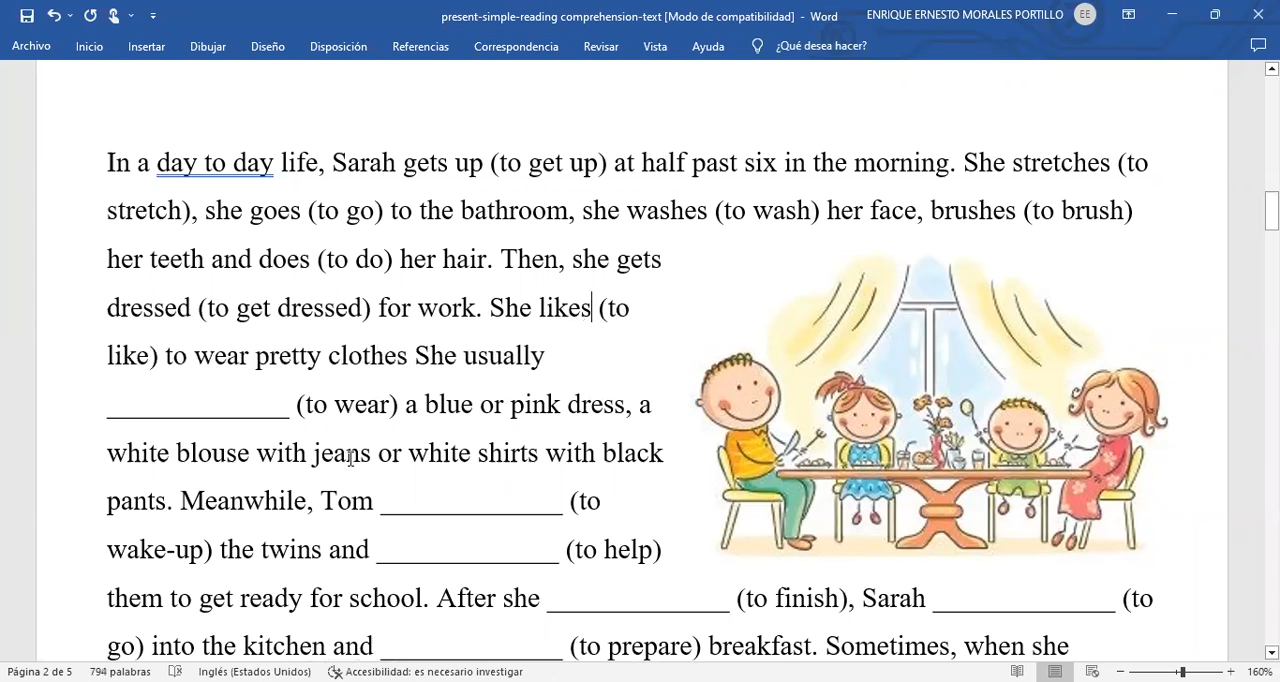 present-simple-reading comprehension-text [Modo de compatibilidad] - Word
ENRIQUE ERNESTO MORALES PORTILLO EE
Archivo Inicio Insertar Dibujar Diseño Disposición Referencias Correspondencia Revisar Vista Ayuda ¿Qué desea hacer?
In a day to day life, Sarah gets up (to get up) at half past six in the morning. She stretches (to
stretch), she goes (to go) to the bathroom, she washes (to wash) her face, brushes (to brush)
her teeth and does (to do) her hair. Then, she gets
dressed (to get dressed) for work. She likes (to
like) to wear pretty clothes She usually
_____________ (to wear) a blue or pink dress, a
white blouse with jeans or white shirts with black
pants. Meanwhile, Tom _____________ (to
wake-up) the twins and _____________ (to help)
them to get ready for school. After she _____________ (to finish), Sarah _____________ (to
go) into the kitchen and _____________ (to prepare) breakfast. Sometimes, when she
Página 2 de 5 794 palabras Inglés (Estados Unidos) Accesibilidad: es necesario investigar 160%